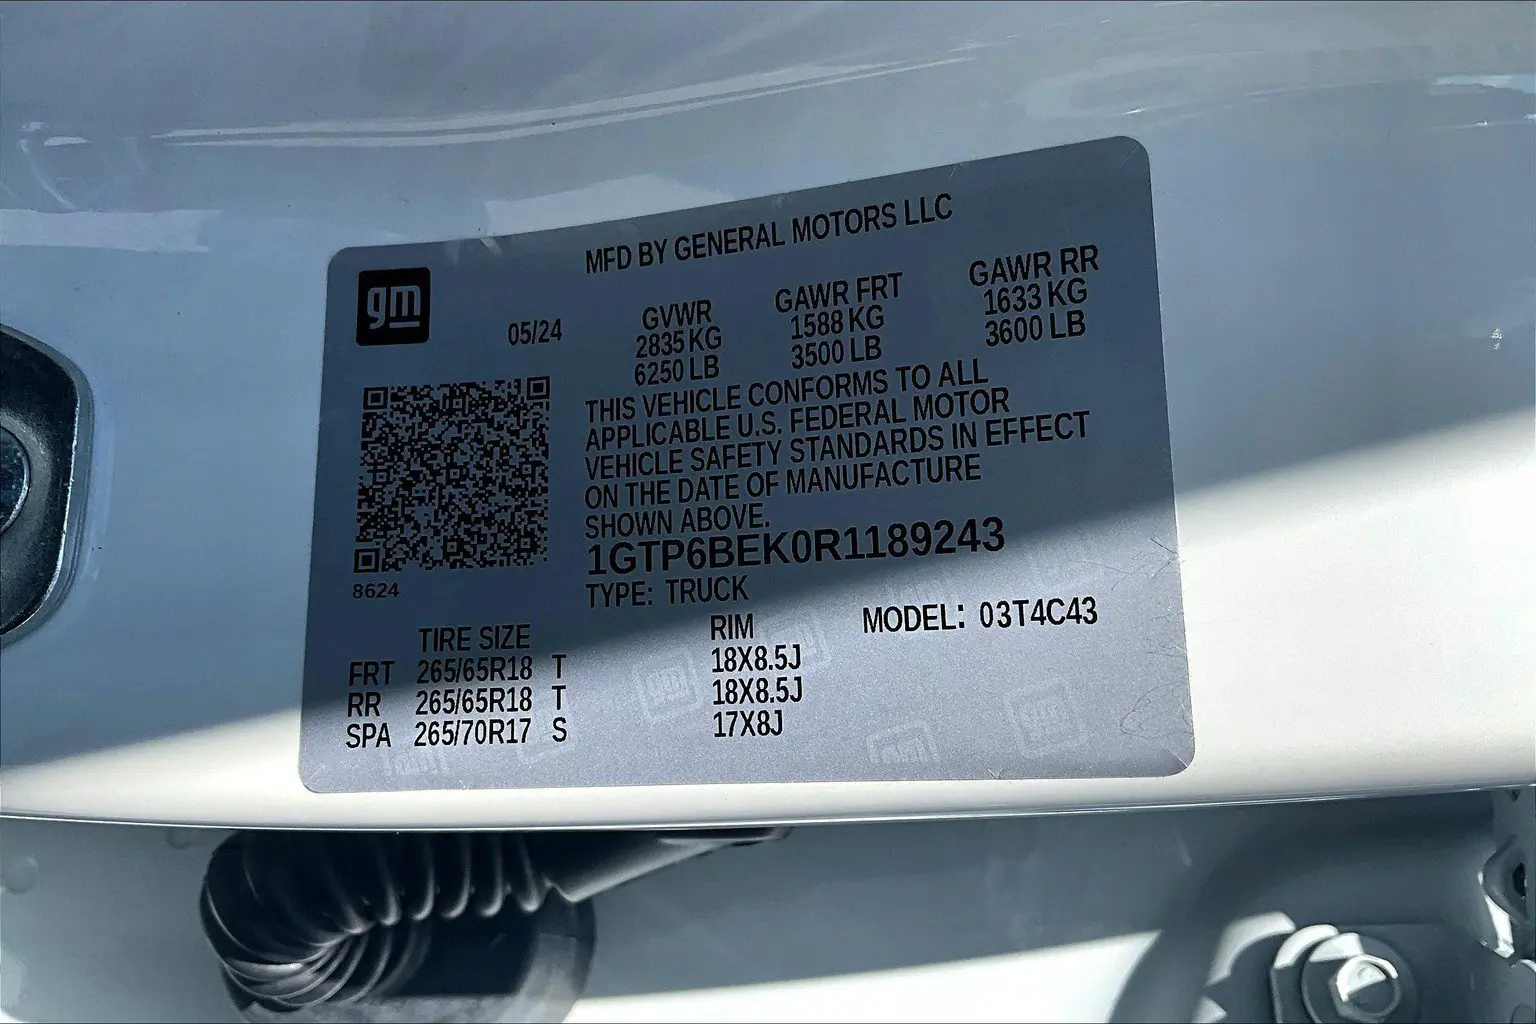 MFD BY GENERAL MOTORS LLC
gm
05/24
GVWR GAWR FRT GAWR RR
2835 KG 1588 KG 1633 KG
6250 LB 3500 LB 3600 LB
THIS VEHICLE CONFORMS TO ALL
APPLICABLE U.S. FEDERAL MOTOR
VEHICLE SAFETY STANDARDS IN EFFECT
ON THE DATE OF MANUFACTURE
SHOWN ABOVE.
1GTP6BEK0R1189243
8624
TYPE: TRUCK
MODEL: 03T4C43
TIRE SIZE RIM
FRT 265/65R18 T 18X8.5J
RR 265/65R18 T 18X8.5J
SPA 265/70R17 S 17X8J